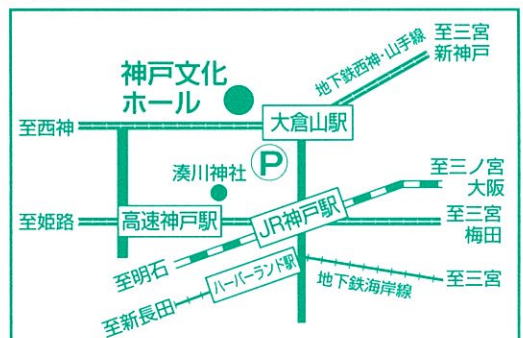 至三宮
新神戸
地下鉄西神・山手線
神戸文化
ホール
大倉山駅
至西神
P
湊川神社
至三ノ宮
大阪
至姫路
高速神戸駅
JR神戸駅
至三宮
梅田
至明石
ハーバーランド駅
地下鉄海岸線
至三宮
至新長田